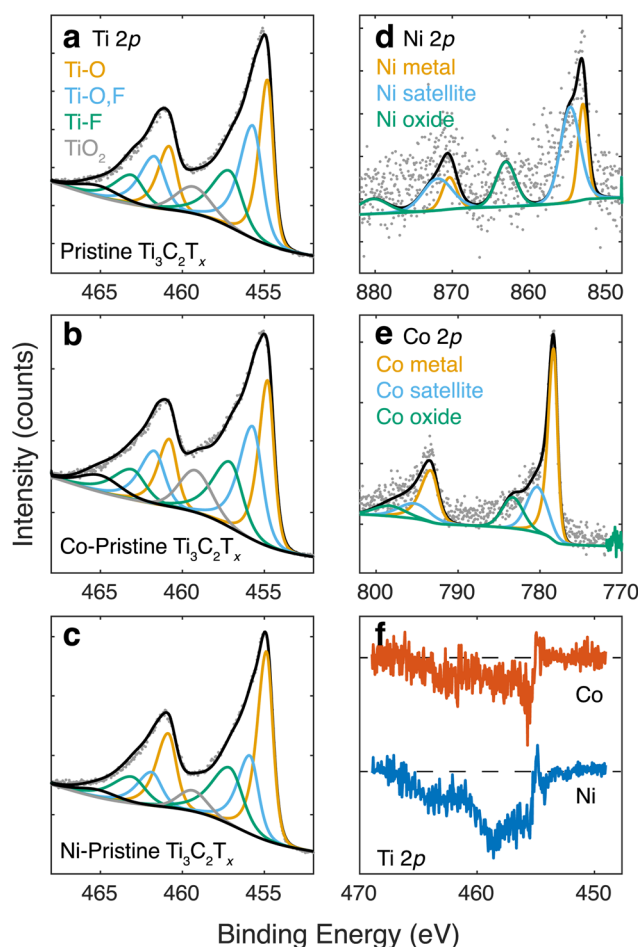 a Ti 2p
Ti-O
Ti-O,F
Ti-F
TiO2
Pristine Ti3C2Tx
465 460 455
b
Co-Pristine Ti3C2Tx
465 460 455
c
Ni-Pristine Ti3C2Tx
465 460 455
d Ni 2p
Ni metal
Ni satellite
Ni oxide
880 870 860 850
e Co 2p
Co metal
Co satellite
Co oxide
800 790 780 770
f
Co
Ni
Ti 2p
470 460 450
Intensity (counts)
Binding Energy (eV)